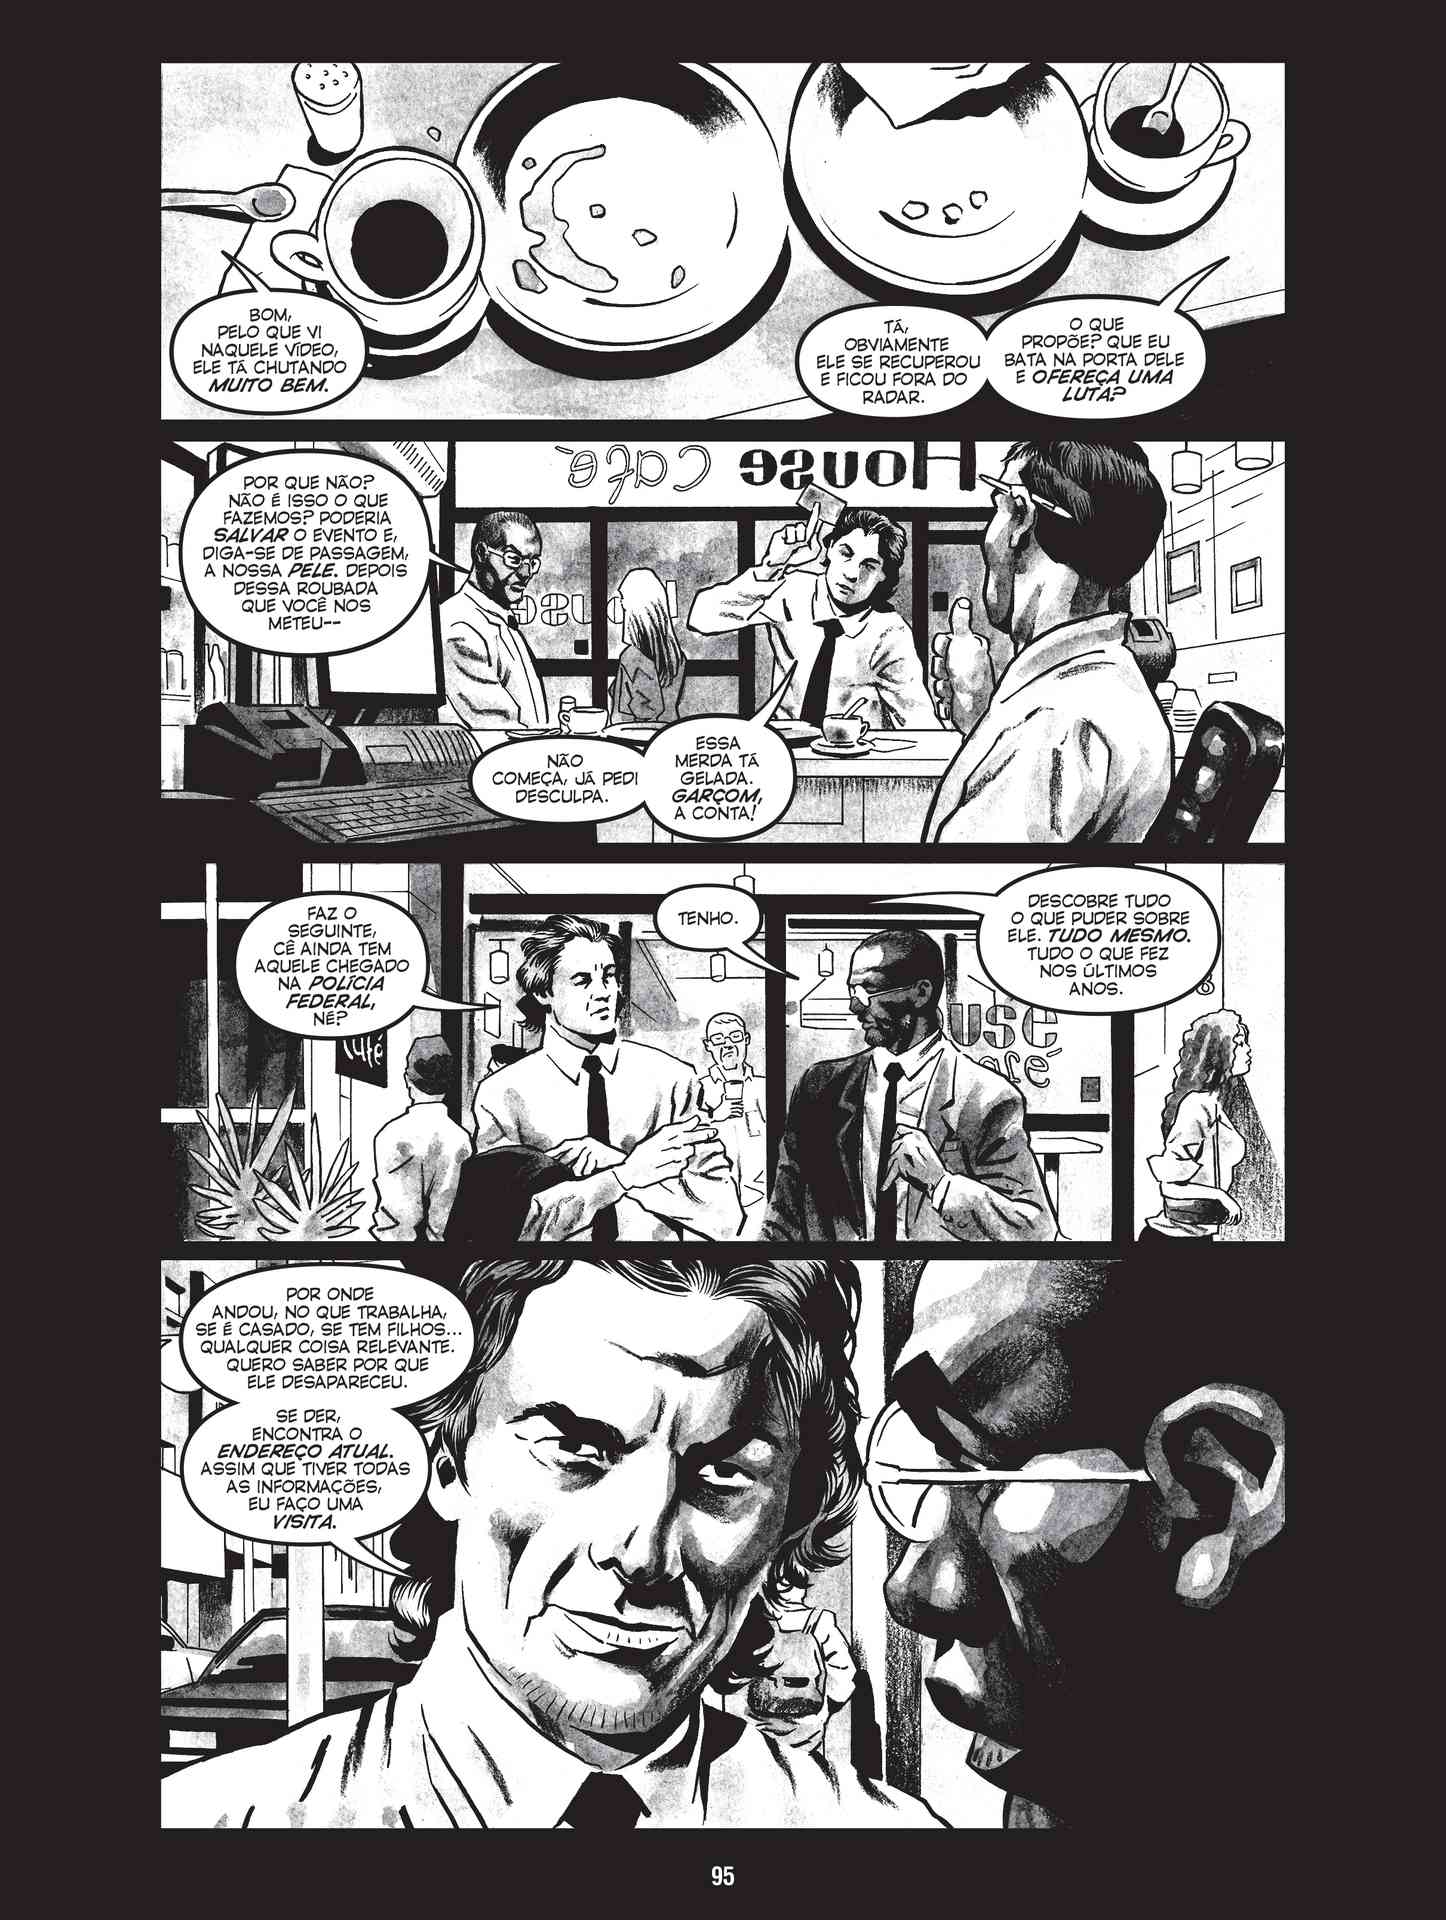 BOM,
PELO QUE VI
NAQUELE VÍDEO,
ELE TÁ CHUTANDO
MUITO BEM.
TÁ,
OBVIAMENTE
ELE SE RECUPEROU
E FICOU FORA DO
RADAR.
O QUE
PROPÕE? QUE EU
BATA NA PORTA DELE
E OFEREÇA UMA
LUTA?
House Café
POR QUE NÃO?
NÃO É ISSO O QUE
FAZEMOS? PODERIA
SALVAR O EVENTO E,
DIGA-SE DE PASSAGEM,
A NOSSA PELE. DEPOIS
DESSA ROUBADA
QUE VOCÊ NOS
METEU--
House
NÃO
COMEÇA, JÁ PEDI
DESCULPA.
ESSA
MERDA TÁ
GELADA.
GARÇOM,
A CONTA!
FAZ O
SEGUINTE,
CÊ AINDA TEM
AQUELE CHEGADO
NA POLÍCIA
FEDERAL,
NÉ?
TENHO.
DESCOBRE TUDO
O QUE PUDER SOBRE
ELE. TUDO MESMO.
TUDO O QUE FEZ
NOS ÚLTIMOS
ANOS.
Café
use
afé
POR ONDE
ANDOU, NO QUE TRABALHA,
SE É CASADO, SE TEM FILHOS...
QUALQUER COISA RELEVANTE.
QUERO SABER POR QUE
ELE DESAPARECEU.
SE DER,
ENCONTRA O
ENDEREÇO ATUAL.
ASSIM QUE TIVER TODAS
AS INFORMAÇÕES,
EU FAÇO UMA
VISITA.
95